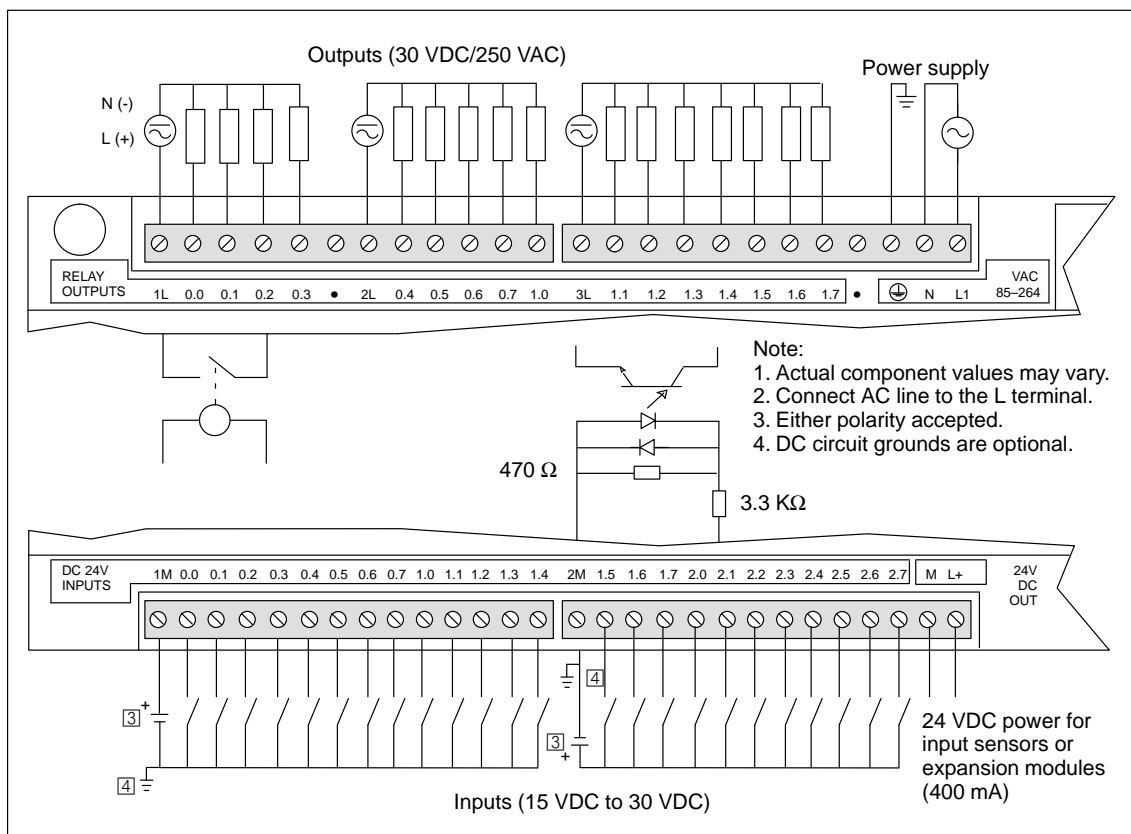 Outputs (30 VDC/250 VAC)
Power supply
N (-)
L (+)
RELAY
OUTPUTS
1L 0.0 0.1 0.2 0.3 • 2L 0.4 0.5 0.6 0.7 1.0 3L 1.1 1.2 1.3 1.4 1.5 1.6 1.7 • N L1
VAC
85–264
Note:
1. Actual component values may vary.
2. Connect AC line to the L terminal.
3. Either polarity accepted.
4. DC circuit grounds are optional.
470 Ω
3.3 KΩ
DC 24V
INPUTS
1M 0.0 0.1 0.2 0.3 0.4 0.5 0.6 0.7 1.0 1.1 1.2 1.3 1.4 2M 1.5 1.6 1.7 2.0 2.1 2.2 2.3 2.4 2.5 2.6 2.7 M L+
24V
DC
OUT
4
3 +
3
+
4
24 VDC power for
input sensors or
expansion modules
(400 mA)
Inputs (15 VDC to 30 VDC)